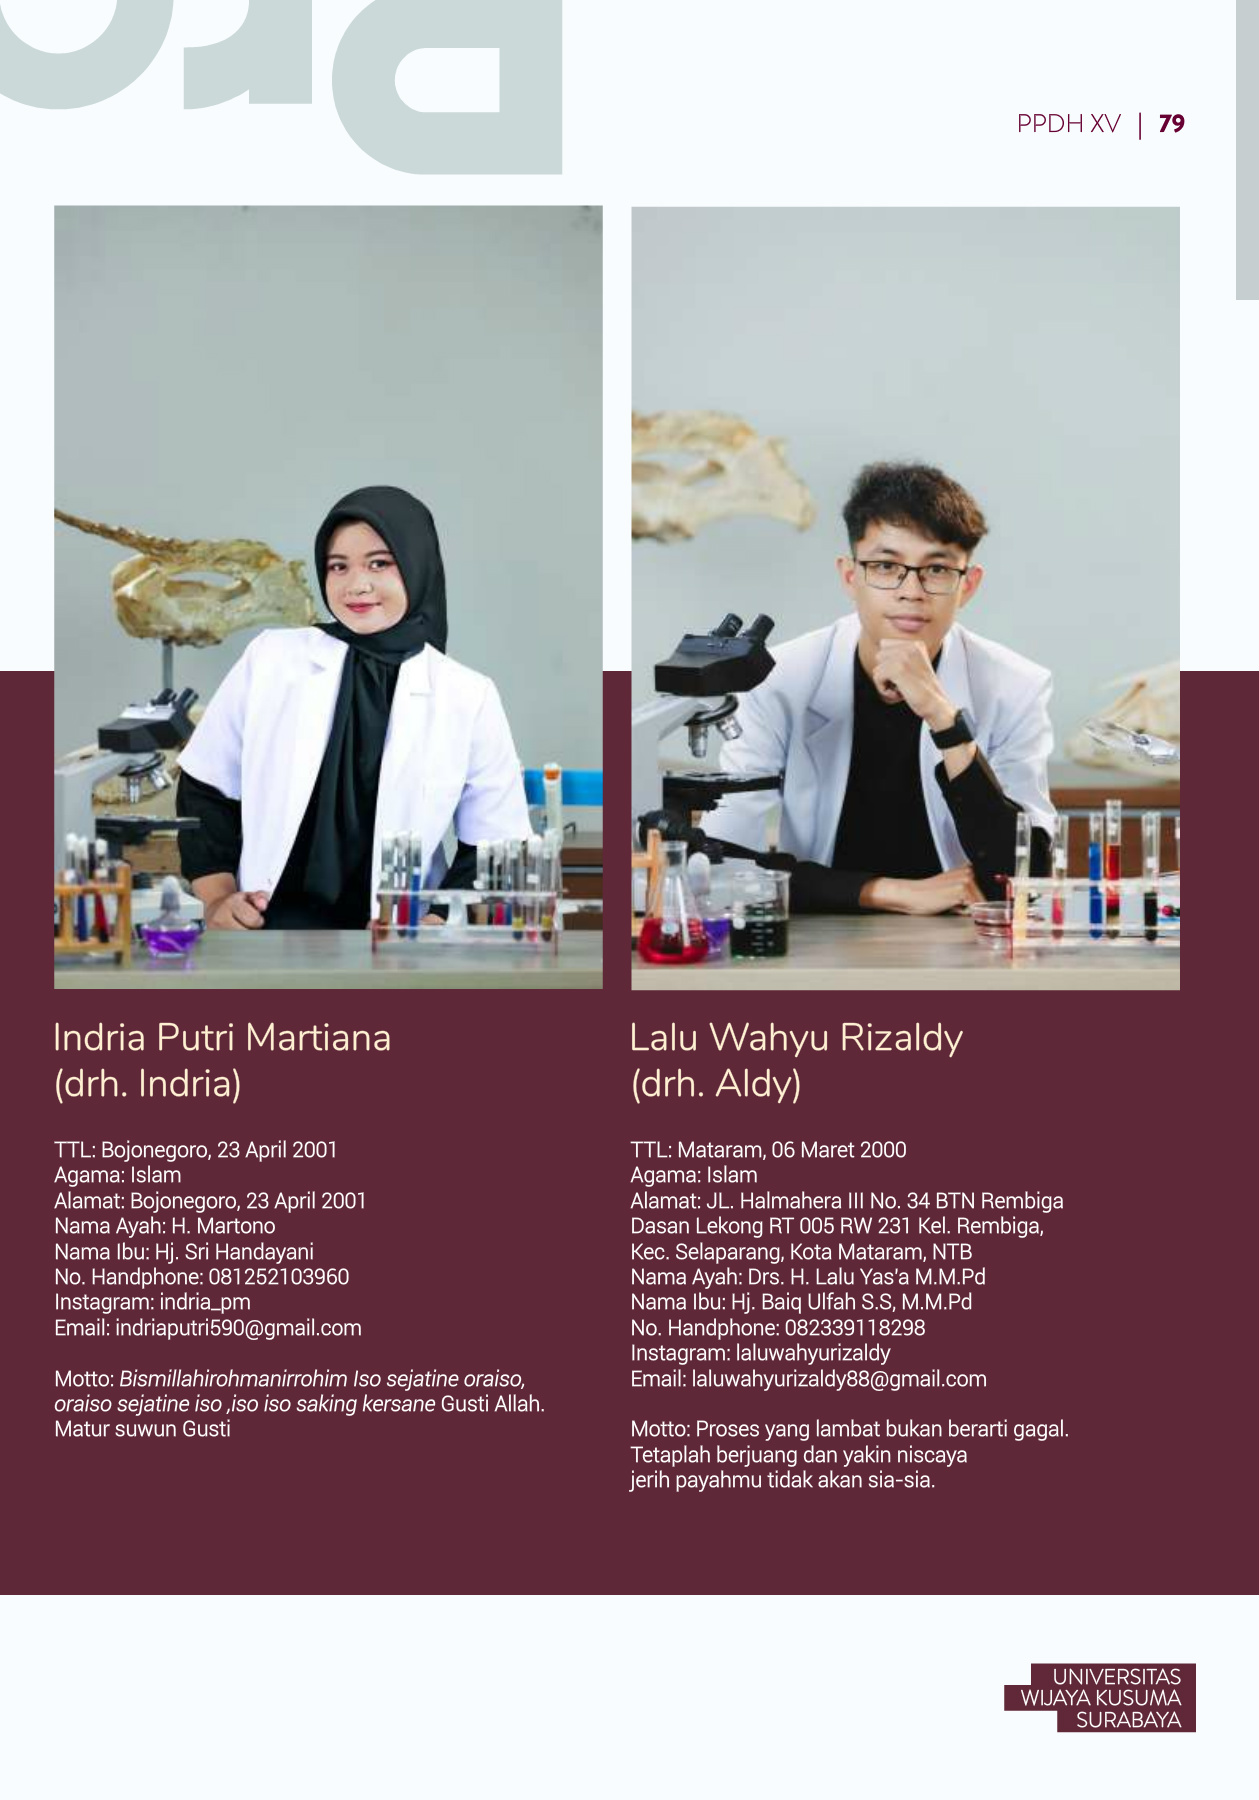 PPDH XV | 79
Indria Putri Martiana
(drh. Indria)
TTL: Bojonegoro, 23 April 2001
Agama: Islam
Alamat: Bojonegoro, 23 April 2001
Nama Ayah: H. Martono
Nama Ibu: Hj. Sri Handayani
No. Handphone: 081252103960
Instagram: indria_pm
Email: indriaputri590@gmail.com
Motto: Bismillahirohmanirrohim Iso sejatine oraiso,
oraiso sejatine iso ,iso iso saking kersane Gusti Allah.
Matur suwun Gusti
Lalu Wahyu Rizaldy
(drh. Aldy)
TTL: Mataram, 06 Maret 2000
Agama: Islam
Alamat: JL. Halmahera III No. 34 BTN Rembiga
Dasan Lekong RT 005 RW 231 Kel. Rembiga,
Kec. Selaparang, Kota Mataram, NTB
Nama Ayah: Drs. H. Lalu Yas'a M.M.Pd
Nama Ibu: Hj. Baiq Ulfah S.S, M.M.Pd
No. Handphone: 082339118298
Instagram: laluwahyurizaldy
Email: laluwahyurizaldy88@gmail.com
Motto: Proses yang lambat bukan berarti gagal.
Tetaplah berjuang dan yakin niscaya
jerih payahmu tidak akan sia-sia.
UNIVERSITAS
WIJAYA KUSUMA
SURABAYA